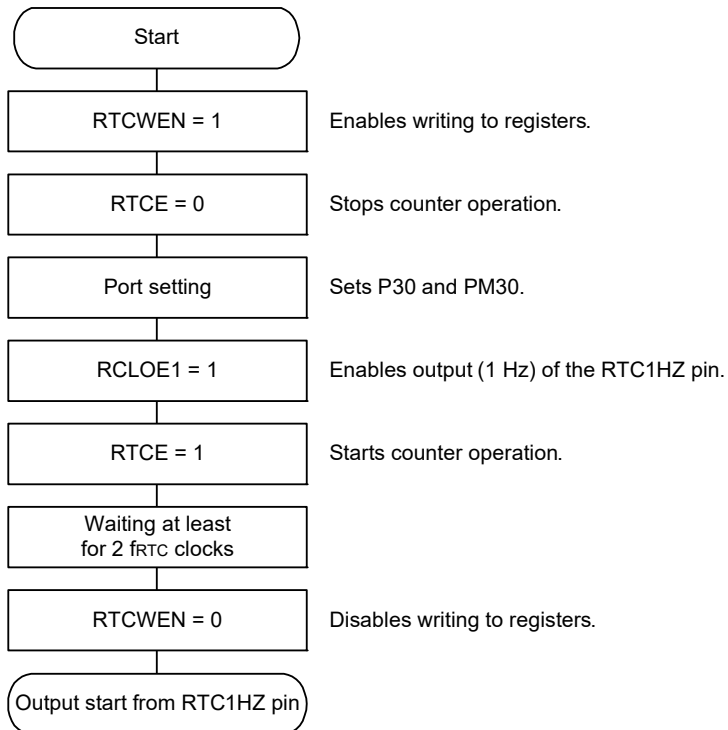 Start
RTCWEN = 1
Enables writing to registers.
RTCE = 0
Stops counter operation.
Port setting
Sets P30 and PM30.
RCLOE1 = 1
Enables output (1 Hz) of the RTC1HZ pin.
RTCE = 1
Starts counter operation.
Waiting at least
for 2 fRTC clocks
RTCWEN = 0
Disables writing to registers.
Output start from RTC1HZ pin